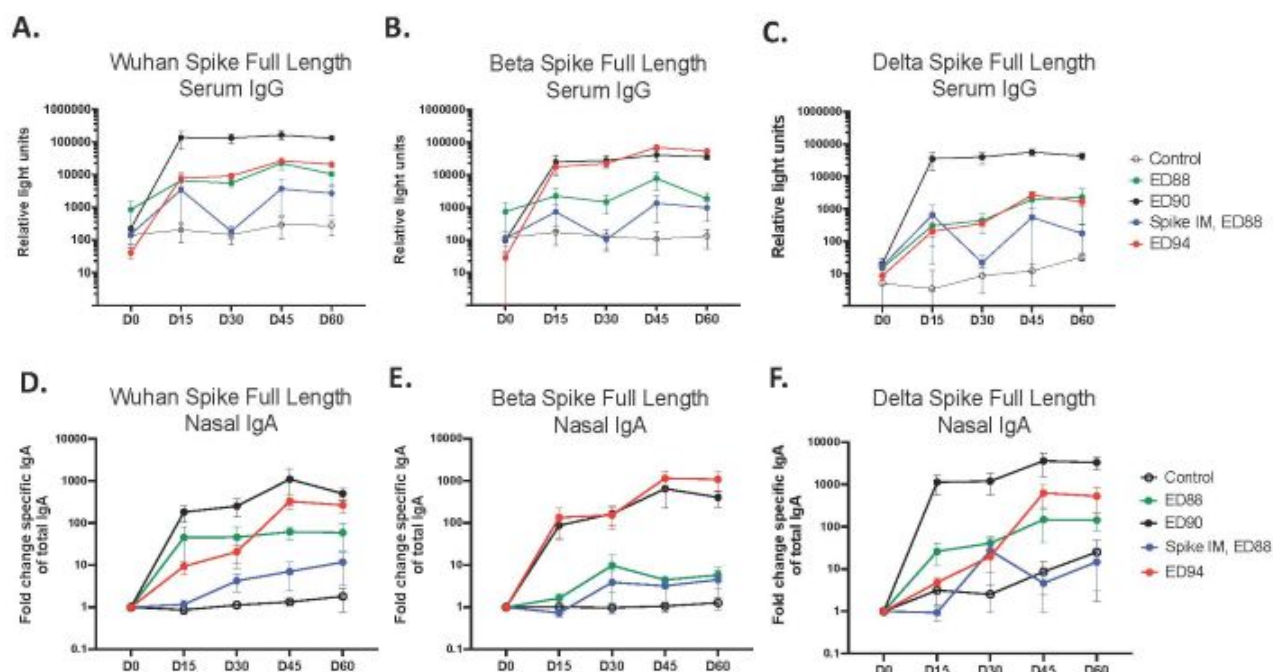 A.
Wuhan Spike Full Length
Serum IgG
Relative light units
1000000
100000
10000
1000
100
10
D0 D15 D30 D45 D60
B.
Beta Spike Full Length
Serum IgG
Relative light units
1000000
100000
10000
1000
100
10
D0 D15 D30 D45 D60
C.
Delta Spike Full Length
Serum IgG
Relative light units
1000000
100000
10000
1000
100
10
D0 D15 D30 D45 D60
Control
ED88
ED90
Spike IM, ED88
ED94
D.
Wuhan Spike Full Length
Nasal IgA
Fold change specific IgA
of total IgA
10000
1000
100
10
1
0.1
D0 D15 D30 D45 D60
E.
Beta Spike Full Length
Nasal IgA
Fold change specific IgA
of total IgA
10000
1000
100
10
1
0.1
D0 D15 D30 D45 D60
F.
Delta Spike Full Length
Nasal IgA
Fold change specific IgA
of total IgA
10000
1000
100
10
1
0.1
D0 D15 D30 D45 D60
Control
ED88
ED90
Spike IM, ED88
ED94